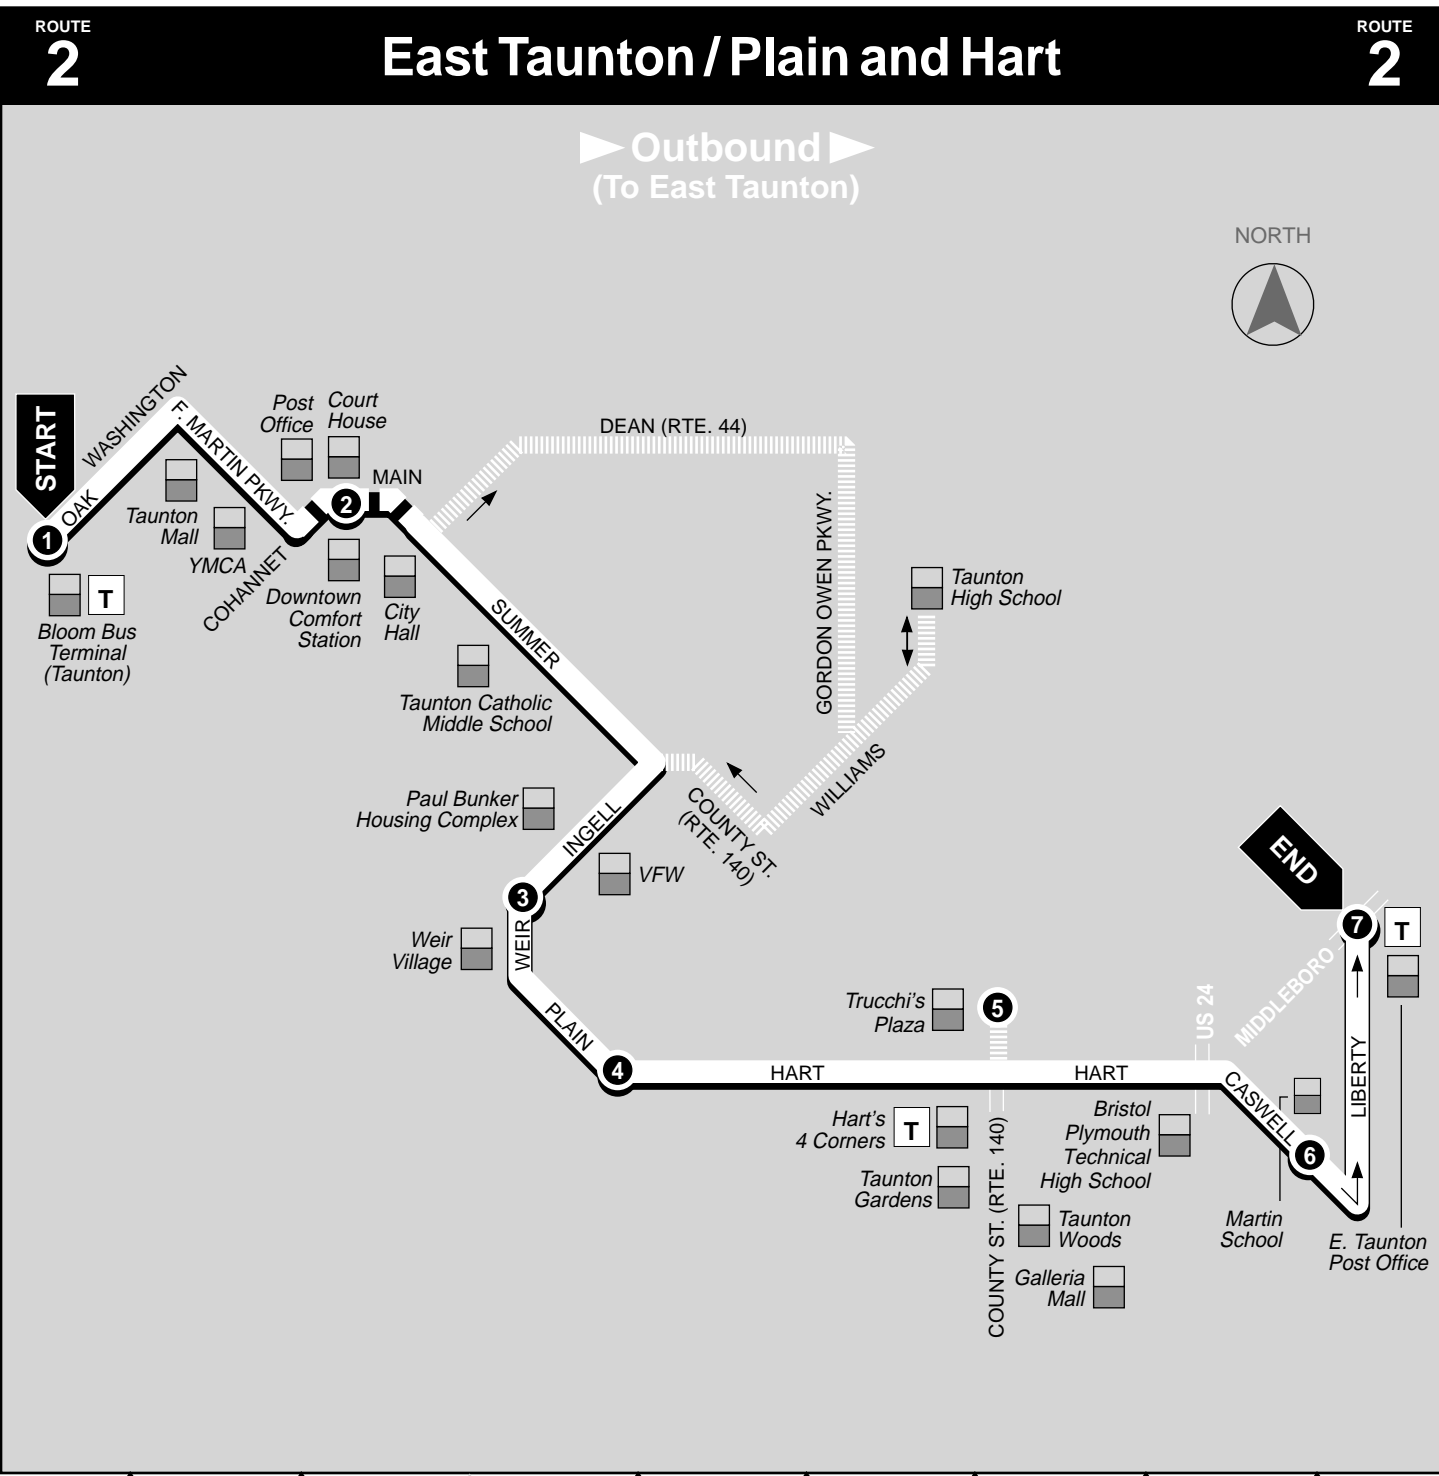 ROUTE
2
East Taunton / Plain and Hart
ROUTE
2
Outbound
(To East Taunton)
NORTH
START
WASHINGTON
OAK
F. MARTIN PKWY.
Post
Office
Court
House
MAIN
DEAN (RTE. 44)
1
2
Taunton
Mall
YMCA
COHANNET
T
Bloom Bus
Terminal
(Taunton)
Downtown
Comfort
Station
City
Hall
SUMMER
Taunton Catholic
Middle School
GORDON OWEN PKWY.
Taunton
High School
WILLIAMS
COUNTY ST.
(RTE. 140)
Paul Bunker
Housing Complex
INGELL
VFW
3
WEIR
Weir
Village
PLAIN
4
HART
Trucchi's
Plaza
5
HART
US 24
MIDDLEBORO
END
7
T
LIBERTY
CASWELL
6
Hart's
4 Corners
T
Taunton
Gardens
COUNTY ST. (RTE. 140)
Bristol
Plymouth
Technical
High School
Taunton
Woods
Galleria
Mall
Martin
School
E. Taunton
Post Office